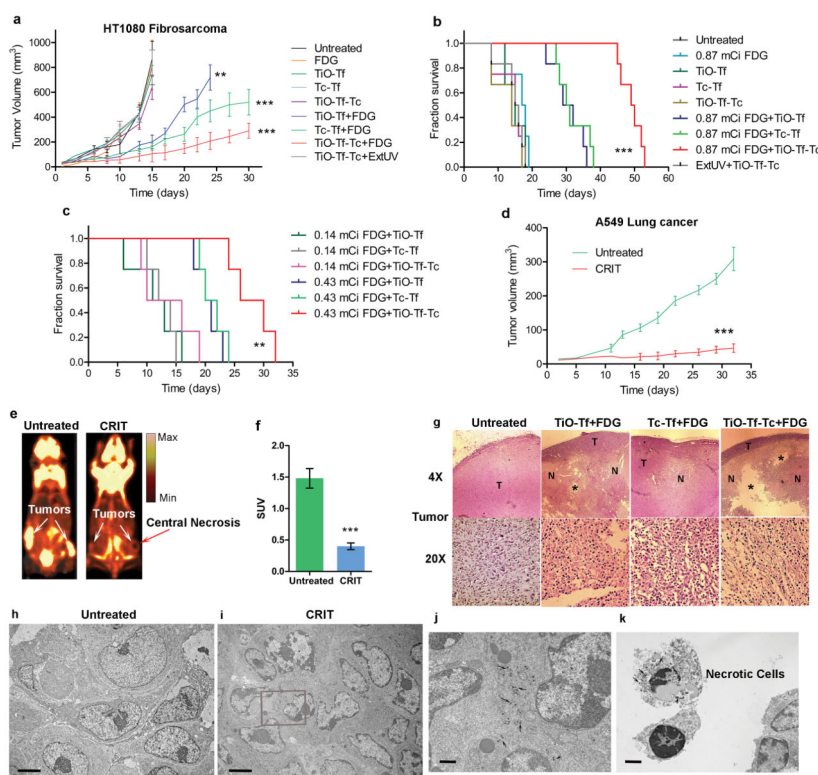 a
HT1080 Fibrosarcoma
Tumor Volume (mm³)
1000
800
600
400
200
0
0 5 10 15 20 25 30
Time (days)
**
***
***
Untreated
FDG
TiO-Tf
Tc-Tf
TiO-Tf-Tc
TiO-Tf+FDG
Tc-Tf+FDG
TiO-Tf-Tc+FDG
TiO-Tf-Tc+ExtUV
b
Fraction survival
1.0
0.8
0.6
0.4
0.2
0.0
0 10 20 30 40 50 60
Time (days)
***
Untreated
0.87 mCi FDG
TiO-Tf
Tc-Tf
TiO-Tf-Tc
0.87 mCi FDG+TiO-Tf
0.87 mCi FDG+Tc-Tf
0.87 mCi FDG+TiO-Tf-Tc
ExtUV+TiO-Tf-Tc
c
Fraction survival
1.0
0.8
0.6
0.4
0.2
0.0
0 5 10 15 20 25 30 35
Time (days)
**
0.14 mCi FDG+TiO-Tf
0.14 mCi FDG+Tc-Tf
0.14 mCi FDG+TiO-Tf-Tc
0.43 mCi FDG+TiO-Tf
0.43 mCi FDG+Tc-Tf
0.43 mCi FDG+TiO-Tf-Tc
d
A549 Lung cancer
Tumor volume (mm³)
400
300
200
100
0
0 5 10 15 20 25 30 35
Time (days)
Untreated
CRIT
***
e
Untreated CRIT
Max
Min
Tumors Tumors
Central Necrosis
f
SUV
2.0
1.5
1.0
0.5
0.0
***
Untreated CRIT
g
Untreated TiO-Tf+FDG Tc-Tf+FDG TiO-Tf-Tc+FDG
4X
Tumor
20X
T
T
N
*
T
N
T
N
*
*
N
h
Untreated
i
CRIT
j
k
Necrotic Cells